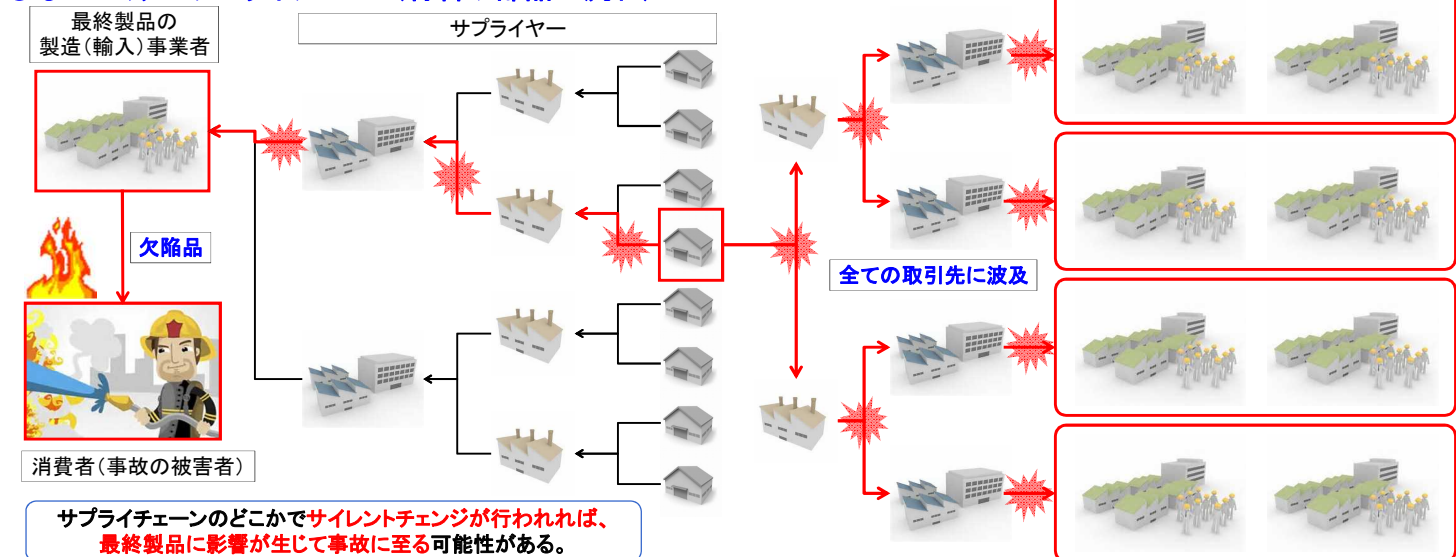 最終製品の
製造(輸入)事業者
サプライヤー
欠陥品
全ての取引先に波及
消費者(事故の被害者)
サプライチェーンのどこかでサイレントチェンジが行われれば、
最終製品に影響が生じて事故に至る可能性がある。